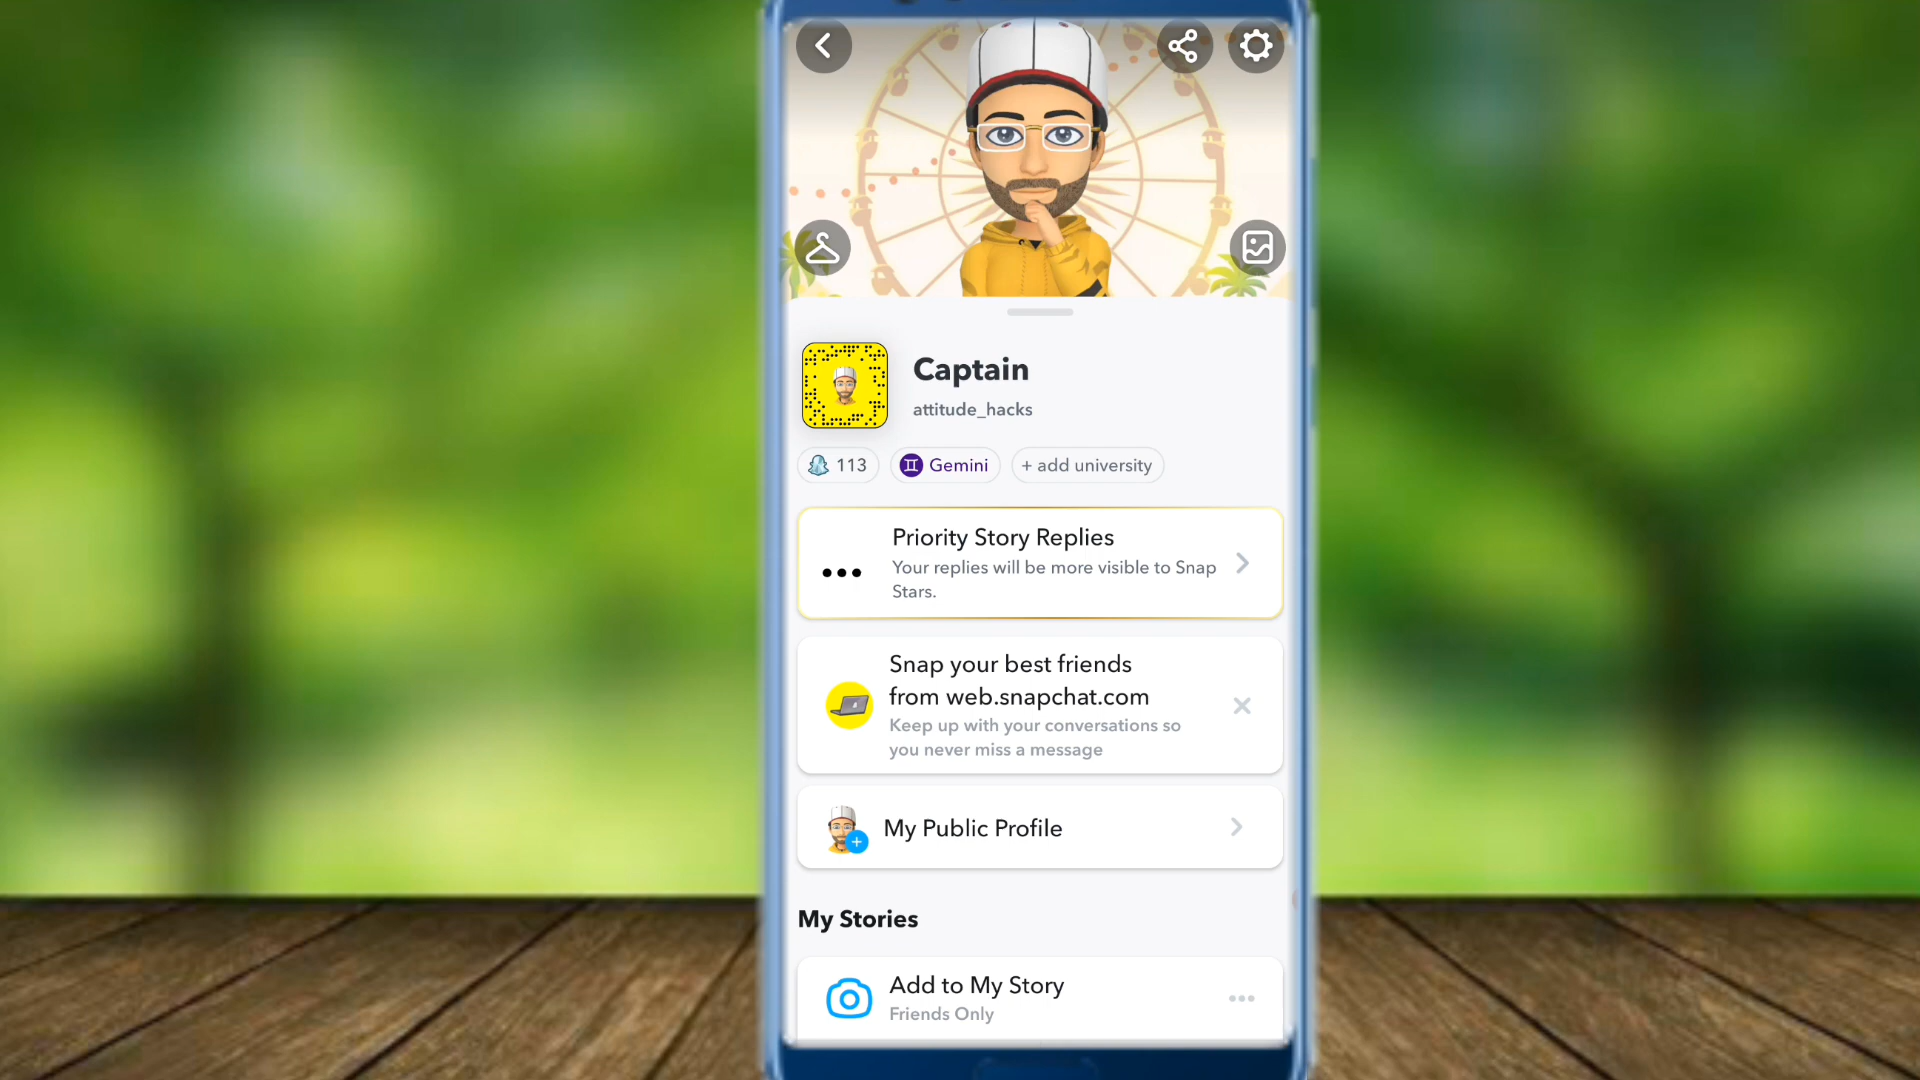 Captain
attitude_hacks
113
Gemini
+ add university
Priority Story Replies
Your replies will be more visible to Snap
Stars.
Snap your best friends
from web.snapchat.com
Keep up with your conversations so
you never miss a message
My Public Profile
My Stories
Add to My Story
Friends Only